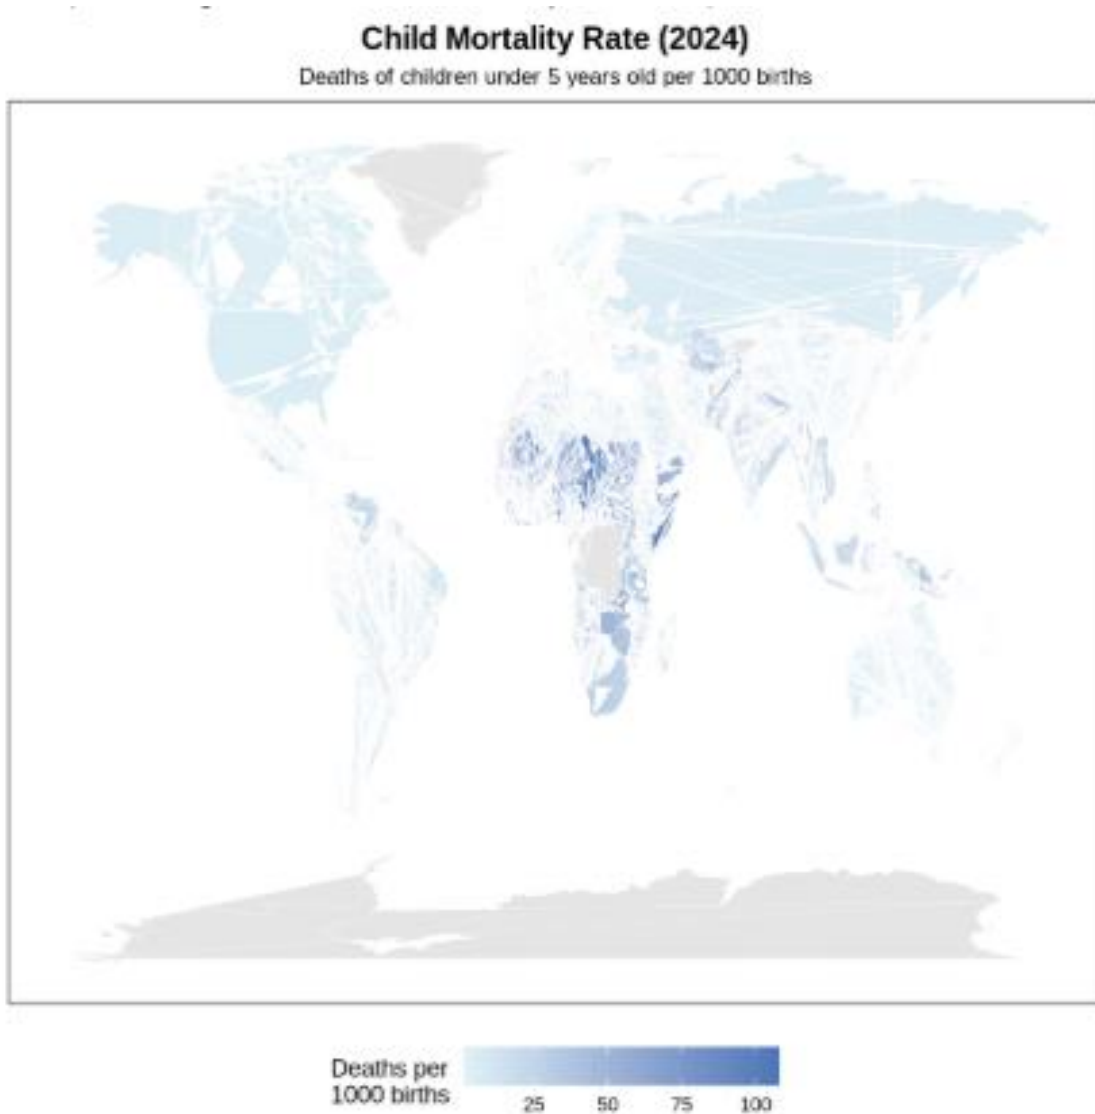 Child Mortality Rate (2024)
Deaths of children under 5 years old per 1000 births
Deaths per
1000 births
25 50 75 100